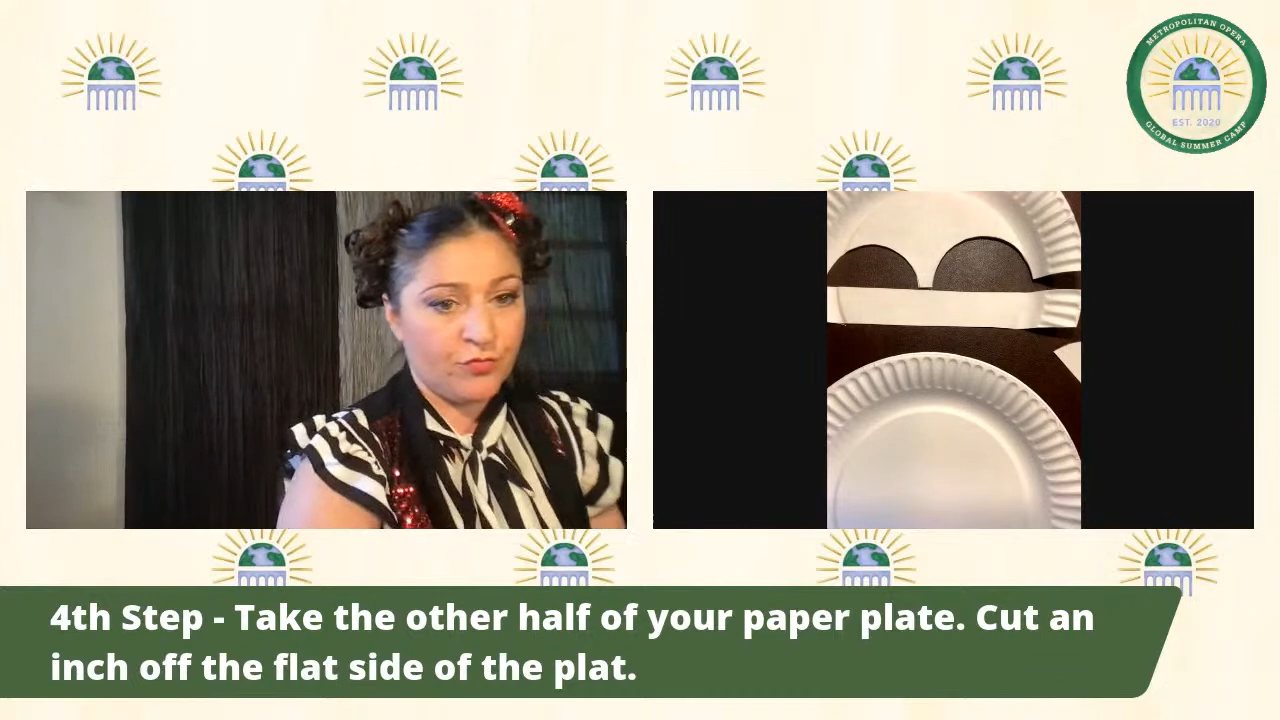 METROPOLITAN OPERA
EST. 2020
GLOBAL SUMMER CAMP
4th Step - Take the other half of your paper plate. Cut an
inch off the flat side of the plat.